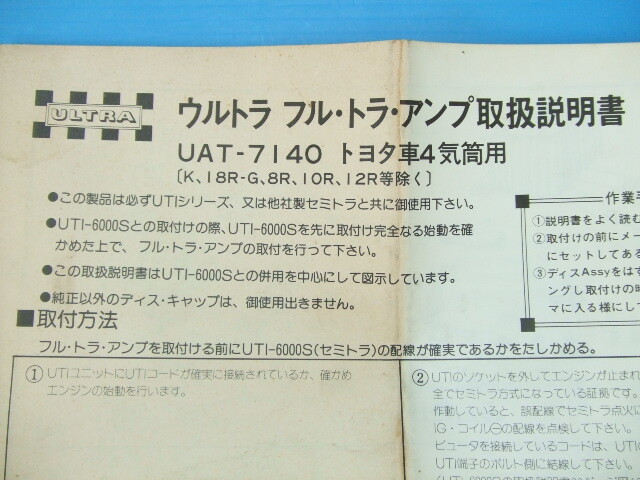 ULTRA
ウルトラ フル・トラ・アンプ取扱説明書
UAT-7140 トヨタ車4気筒用
〔K、18R-G、8R、10R、12R等除く〕
●この製品は必ずUTIシリーズ、又は他社製セミトラと共に御使用下さい。
●UTI-6000Sとの取付けの際、UTI-6000Sを先に取付け完全なる始動を確
かめた上で、フル・トラ・アンプの取付を行って下さい。
●この取扱説明書はUTI-6000Sとの併用を中心にして図示しています。
●純正以外のディス・キャップは、御使用出きません。
■取付方法
フル・トラ・アンプを取付ける前にUTI-6000S(セミトラ)の配線が確実であるかをたしかめる。
① UTIユニットにUTIコードが確実に接続されているか、確かめ
エンジンの始動を行います。
作業手
①説明書をよく読む
②取付けの前にメー
にセットしてある
③ディスAssyをは
ングし取付けの時
マに入る様にして
② UTIのソケットを外してエンジンが止まれ
全でセミトラ方式になっている証拠です。
作動していると、該配線でセミトラ点火に
IG・コイル⊖の配線を点検して下さい。
ピュータを接続しているコードは、UTI
UTI端子のボルト側に結線して下さい。